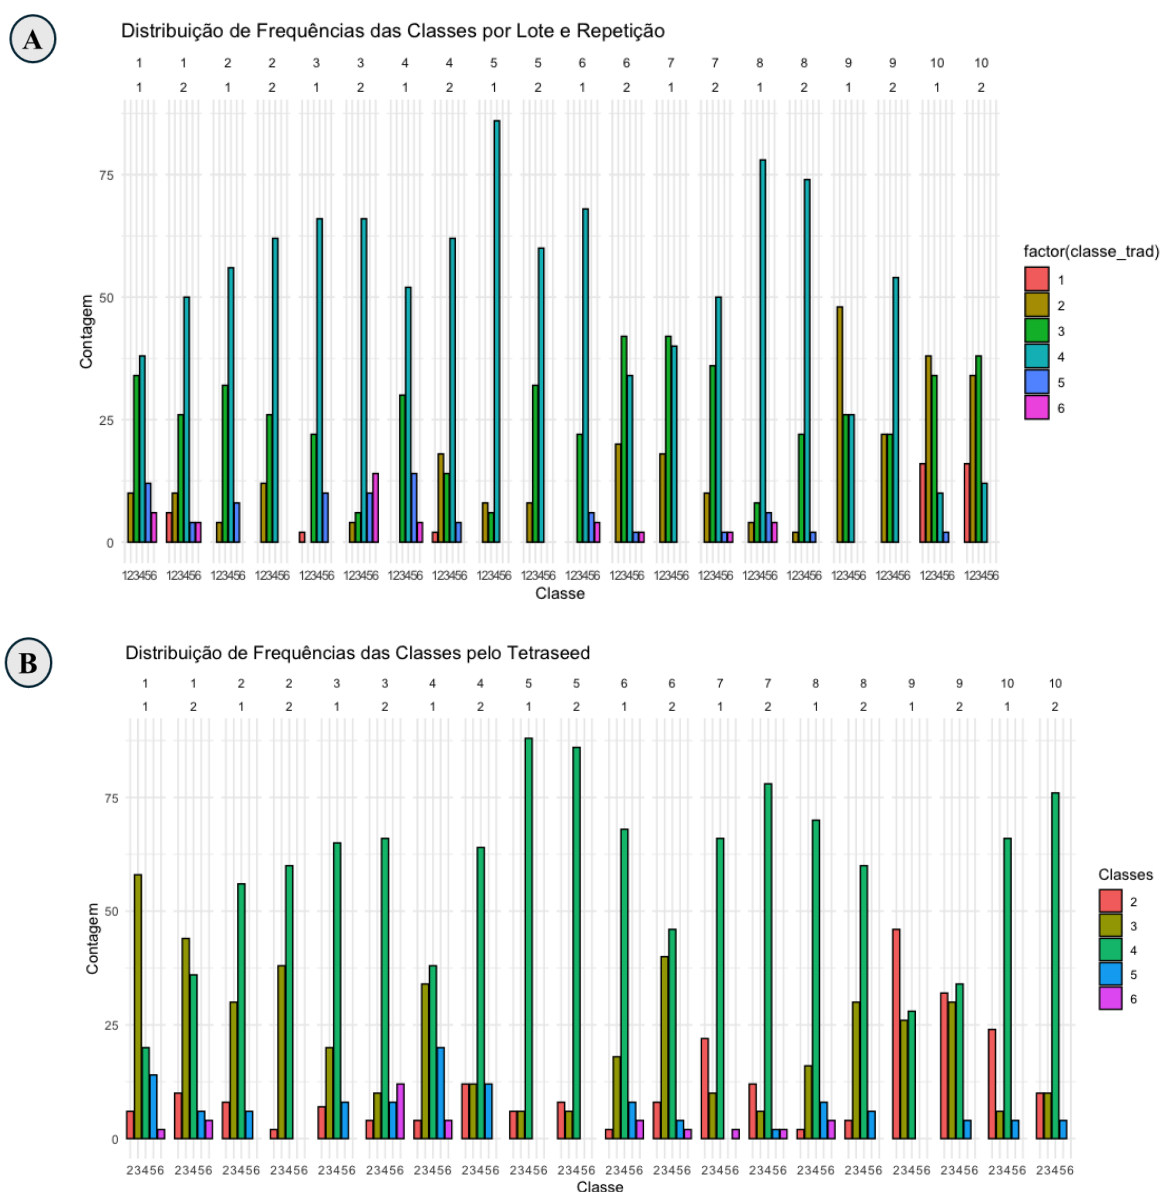 A
Distribuição de Frequências das Classes por Lote e Repetição
1 1 2 2 3 3 4 4 5 5 6 6 7 7 8 8 9 9 10 10
1 2 1 2 1 2 1 2 1 2 1 2 1 2 1 2 1 2 1 2
75
50
25
0
Contagem
123456 123456 123456 123456 123456 123456 123456 123456 123456 123456 123456 123456 123456 123456 123456 123456 123456 123456 123456 123456
Classe
factor(classe_trad)
1
2
3
4
5
6
B
Distribuição de Frequências das Classes pelo Tetraseed
1 1 2 2 3 3 4 4 5 5 6 6 7 7 8 8 9 9 10 10
1 2 1 2 1 2 1 2 1 2 1 2 1 2 1 2 1 2 1 2
75
50
25
0
Contagem
23456 23456 23456 23456 23456 23456 23456 23456 23456 23456 23456 23456 23456 23456 23456 23456 23456 23456 23456 23456
Classe
Classes
2
3
4
5
6